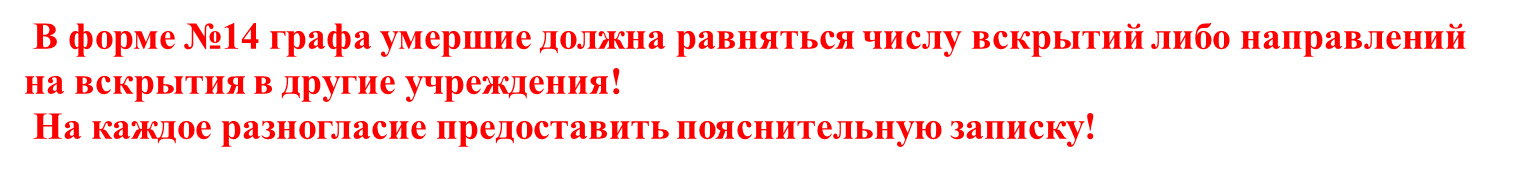 В форме №14 графа умершие должна равняться числу вскрытий либо направлений
на вскрытия в другие учреждения!
На каждое разногласие предоставить пояснительную записку!